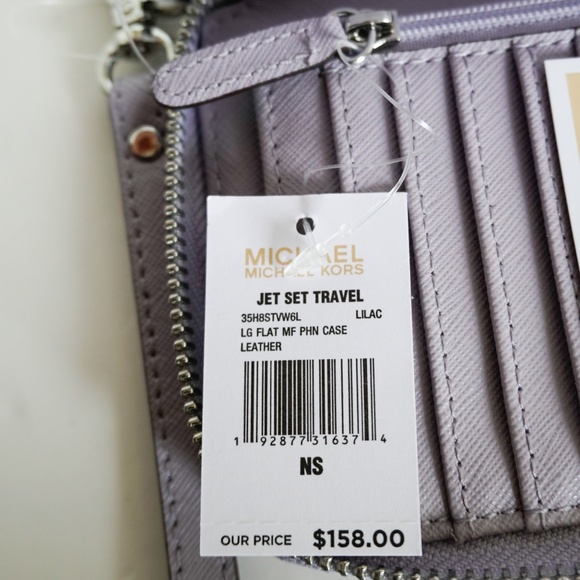 MICHAEL
MICHAEL KORS
JET SET TRAVEL
35H8STVW6L LILAC
LG FLAT MF PHN CASE
LEATHER
1 92877 31637 4
NS
OUR PRICE $158.00